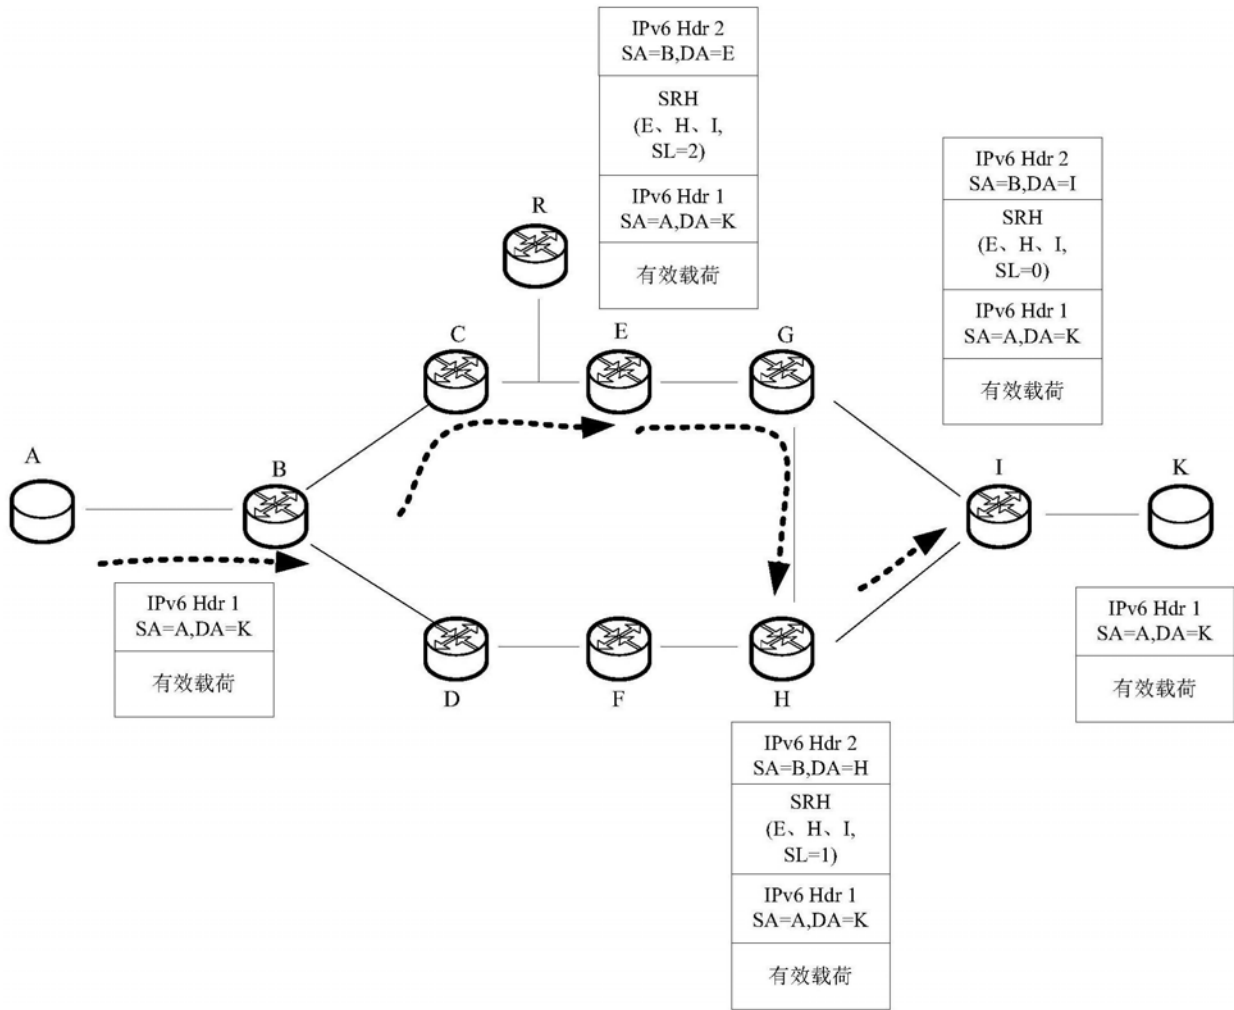 IPv6 Hdr 2
SA=B,DA=E
SRH
(E、H、I,
SL=2)
IPv6 Hdr 1
SA=A,DA=K
有效载荷
IPv6 Hdr 2
SA=B,DA=I
SRH
(E、H、I,
SL=0)
IPv6 Hdr 1
SA=A,DA=K
有效载荷
R
C
E
G
A
B
I
K
IPv6 Hdr 1
SA=A,DA=K
有效载荷
D
F
H
IPv6 Hdr 1
SA=A,DA=K
有效载荷
IPv6 Hdr 2
SA=B,DA=H
SRH
(E、H、I,
SL=1)
IPv6 Hdr 1
SA=A,DA=K
有效载荷